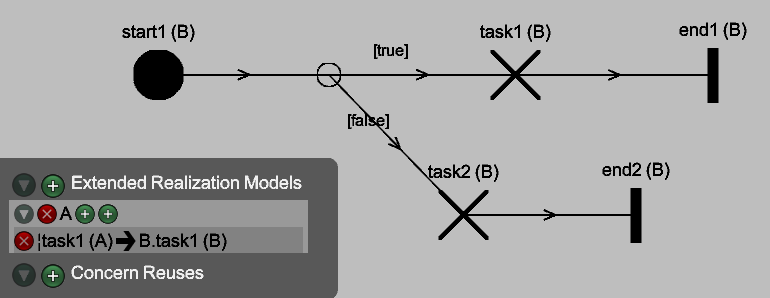 start1 (B)
task1 (B)
end1 (B)
[true]
[false]
task2 (B)
end2 (B)
Extended Realization Models
A
¦task1 (A)➔B.task1 (B)
Concern Reuses